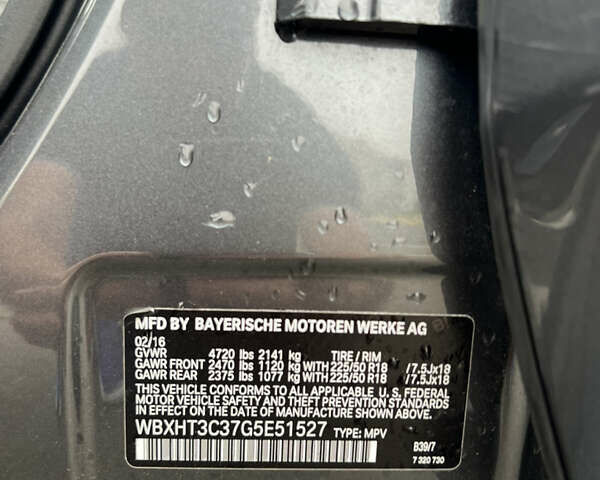 MFD BY BAYERISCHE MOTOREN WERKE AG
02/16
GVWR 4720 lbs 2141 kg TIRE / RIM
GAWR FRONT 2470 lbs 1120 kg WITH 225/50 R18 /7.5Jx18
GAWR REAR 2375 lbs 1077 kg WITH 225/50 R18 /7.5Jx18
THIS VEHICLE CONFORMS TO ALL APPLICABLE U. S. FEDERAL
MOTOR VEHICLE SAFETY AND THEFT PREVENTION STANDARDS
IN EFFECT ON THE DATE OF MANUFACTURE SHOWN ABOVE.
WBXHT3C37G5E51527 TYPE: MPV
B39/7
7 320 730